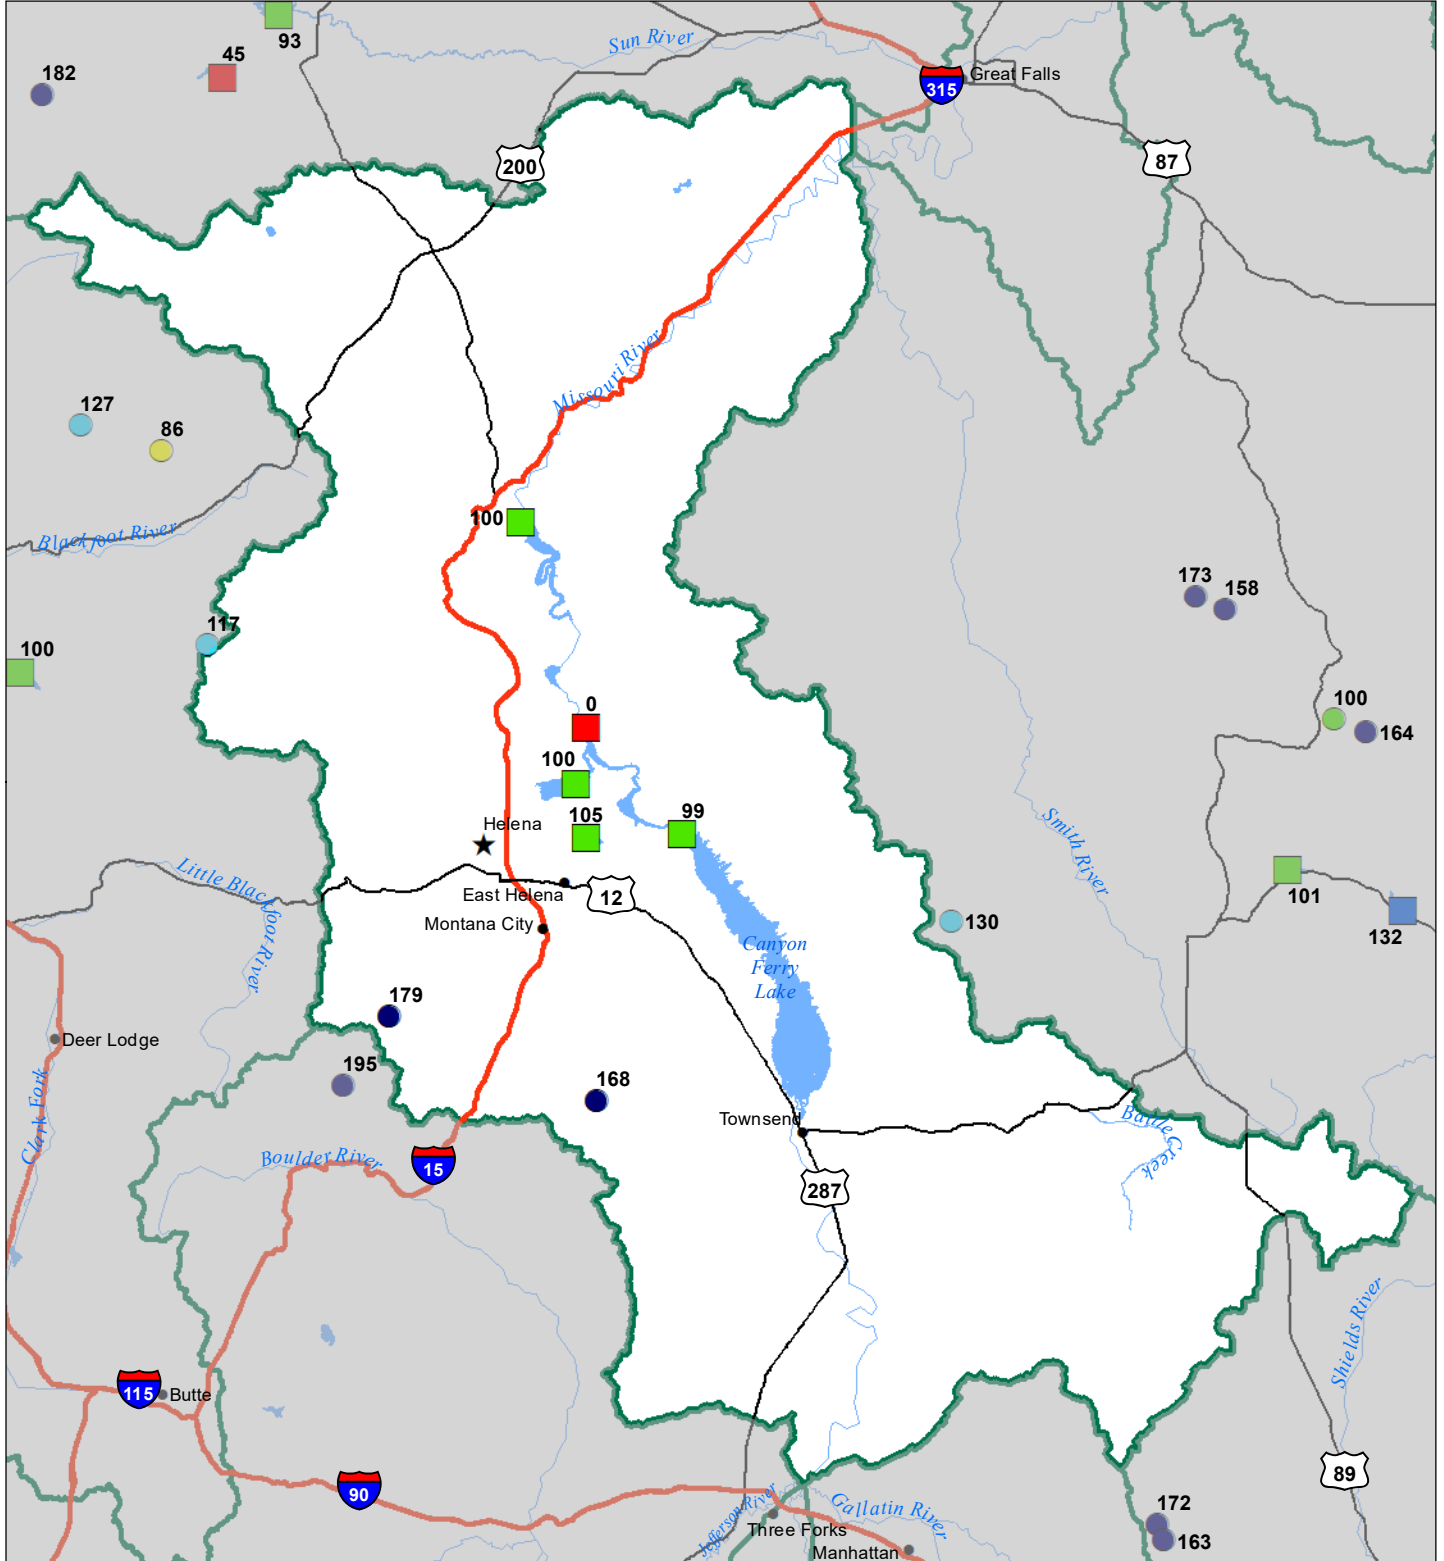 93
Sun River
45
182
Great Falls
315
200
87
Missouri River
127
86
100
Blackfoot River
173
158
117
100
0
100
164
100
105
99
Helena
Smith River
Little Blackfoot River
101
East Helena
12
132
Montana City
130
Canyon
Ferry
Lake
179
Deer Lodge
195
168
Clark Fork
Townsend
Battle Creek
Boulder River
15
287
Shields River
115
Butte
89
90
Jefferson River
Gallatin River
172
Three Forks
163
Manhattan